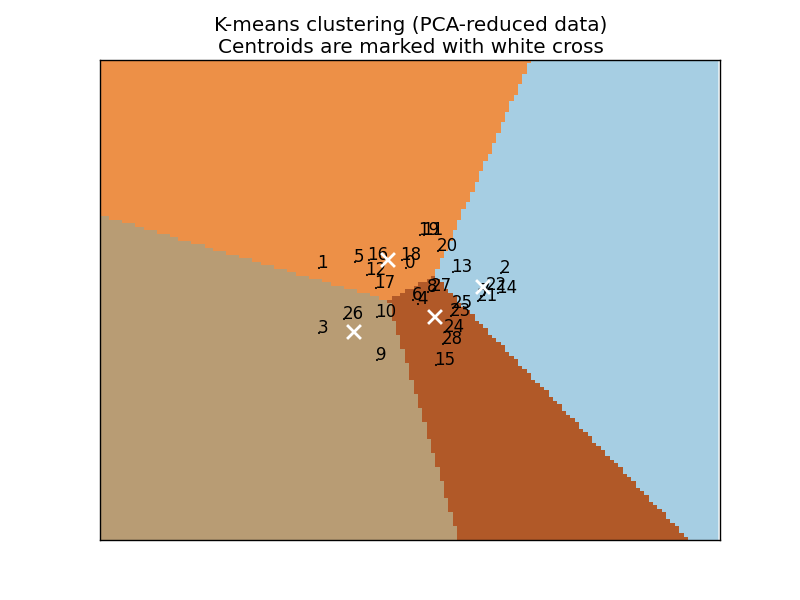 K-means clustering (PCA-reduced data)
Centroids are marked with white cross
19 11
20
5 16 18
1 12 0 13 2
17 8 27 22 14
6 4 21
26 10 25 23
3 24
28
9 15